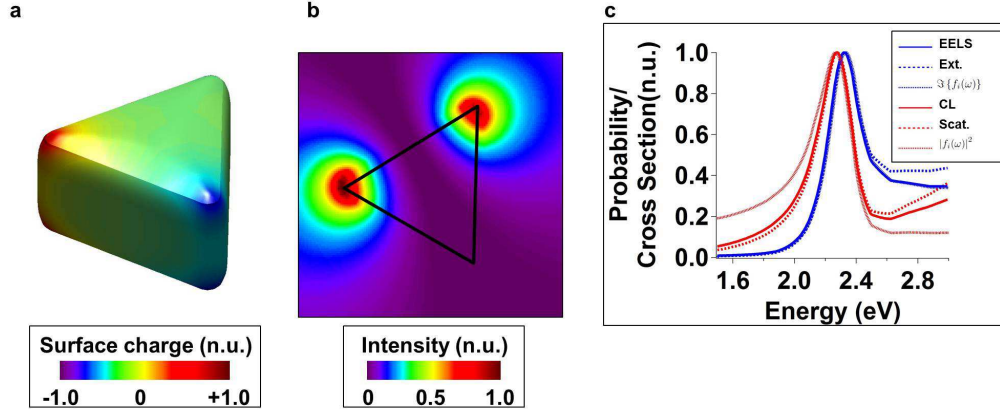 a
b
c
Surface charge (n.u.)
-1.0 0 +1.0
Intensity (n.u.)
0 0.5 1.0
Probability/
Cross Section(n.u.)
1.0
0.8
0.6
0.4
0.2
0.0
1.6 2.0 2.4 2.8
Energy (eV)
EELS
Ext.
ℑ{f_i(ω)}
CL
Scat.
|f_i(ω)|²